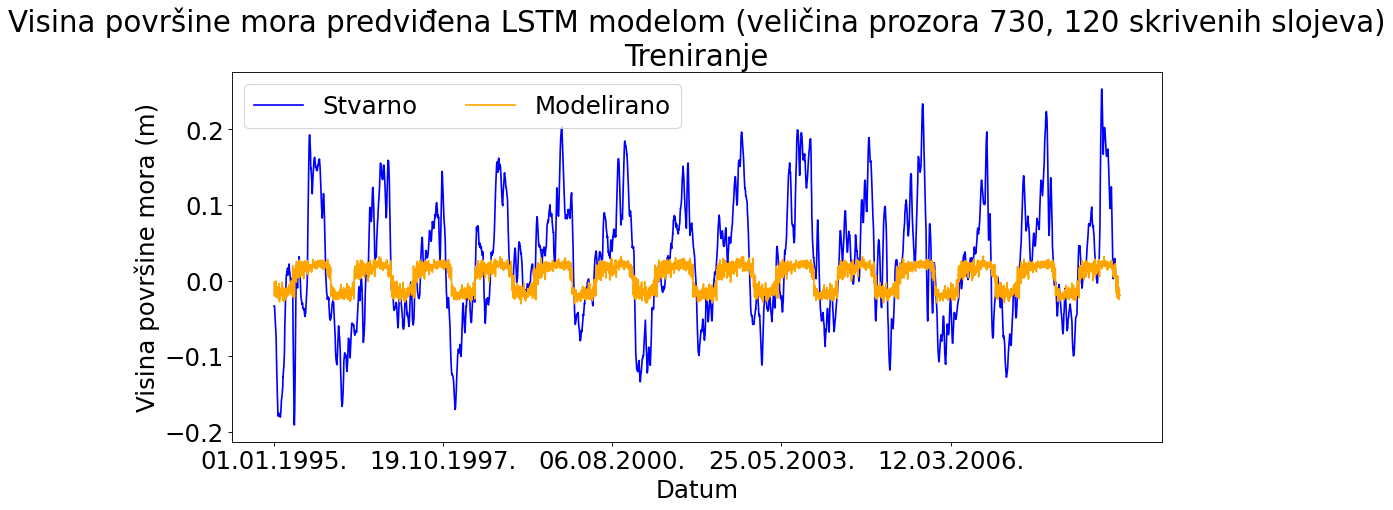 Visina površine mora predviđena LSTM modelom (veličina prozora 730, 120 skrivenih slojeva)
Treniranje
Stvarno Modelirano
Visina površine mora (m)
0.2
0.1
0.0
−0.1
−0.2
01.01.1995. 19.10.1997. 06.08.2000. 25.05.2003. 12.03.2006.
Datum